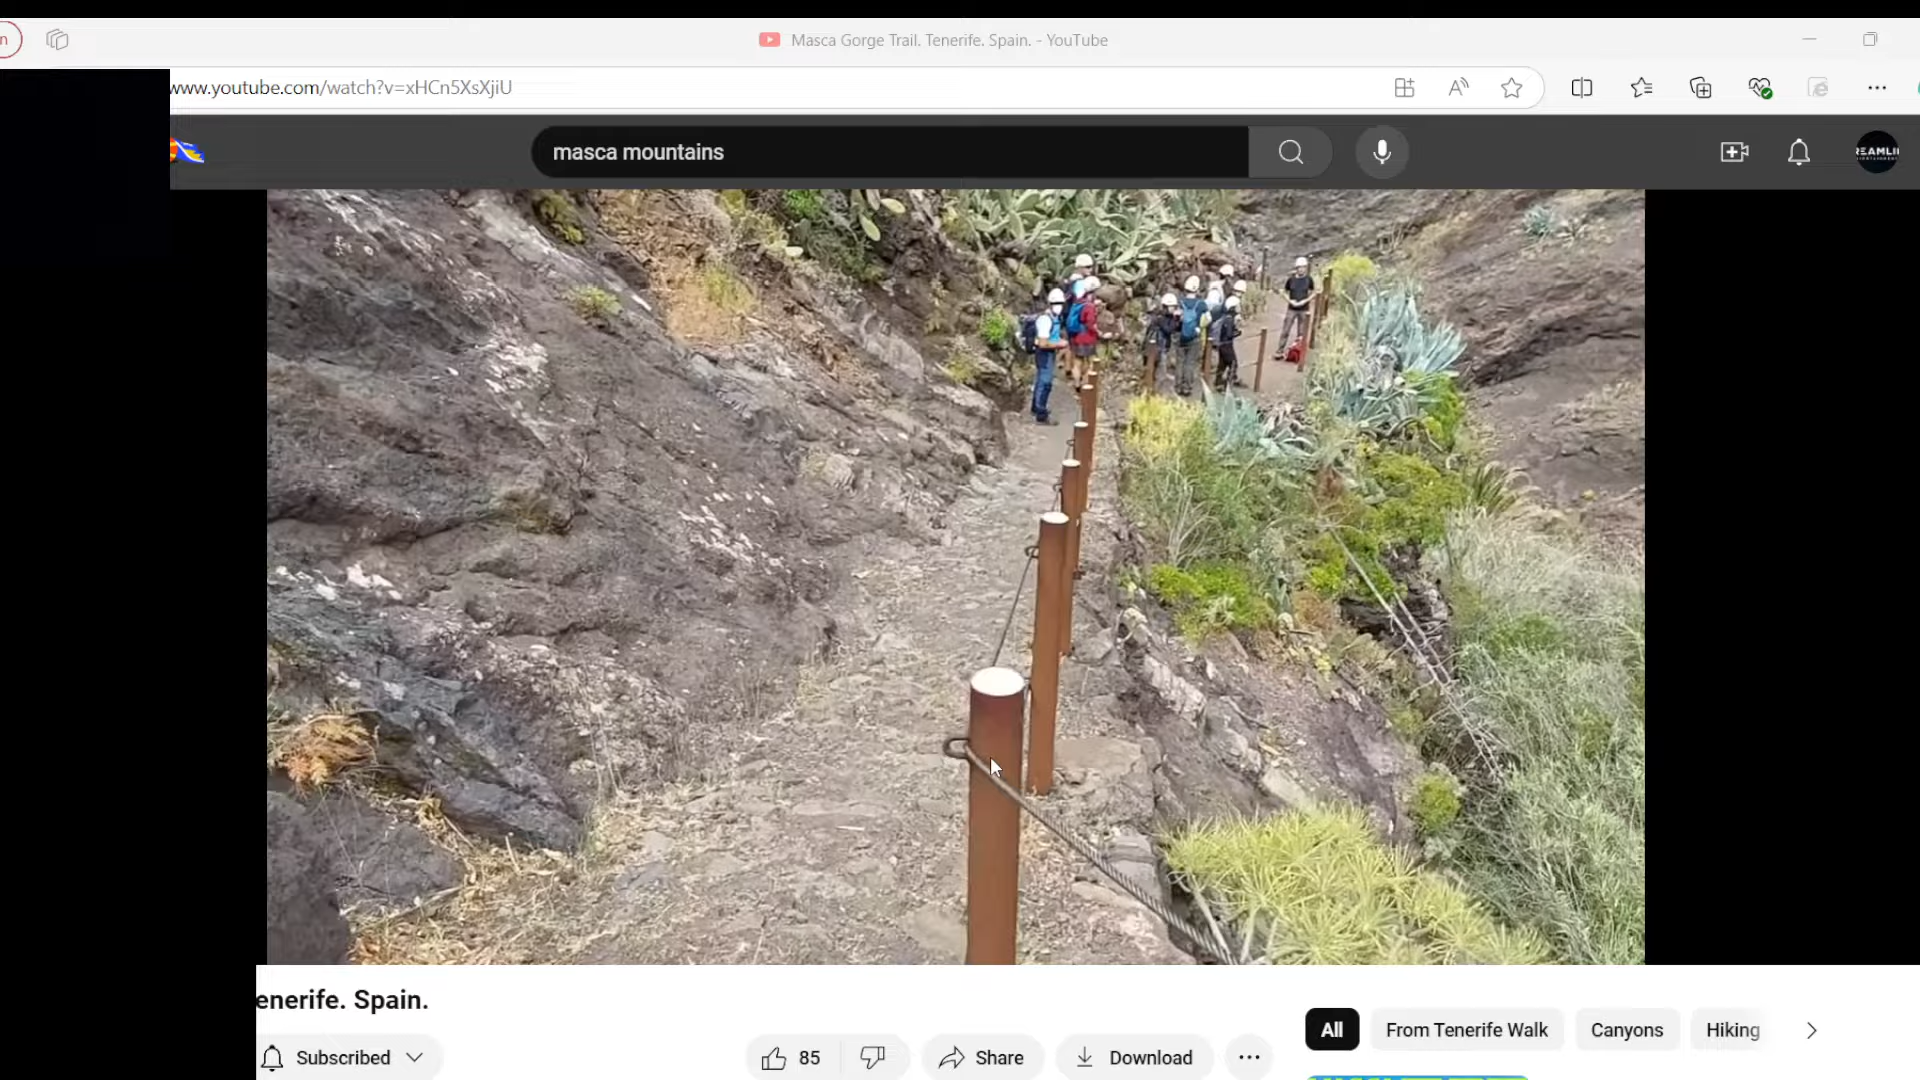 n
Masca Gorge Trail. Tenerife. Spain. - YouTube
www.youtube.com/watch?v=xHCn5XsXjiU
masca mountains
enerife. Spain.
Subscribed
85
Share
Download
All
From Tenerife Walk
Canyons
Hiking